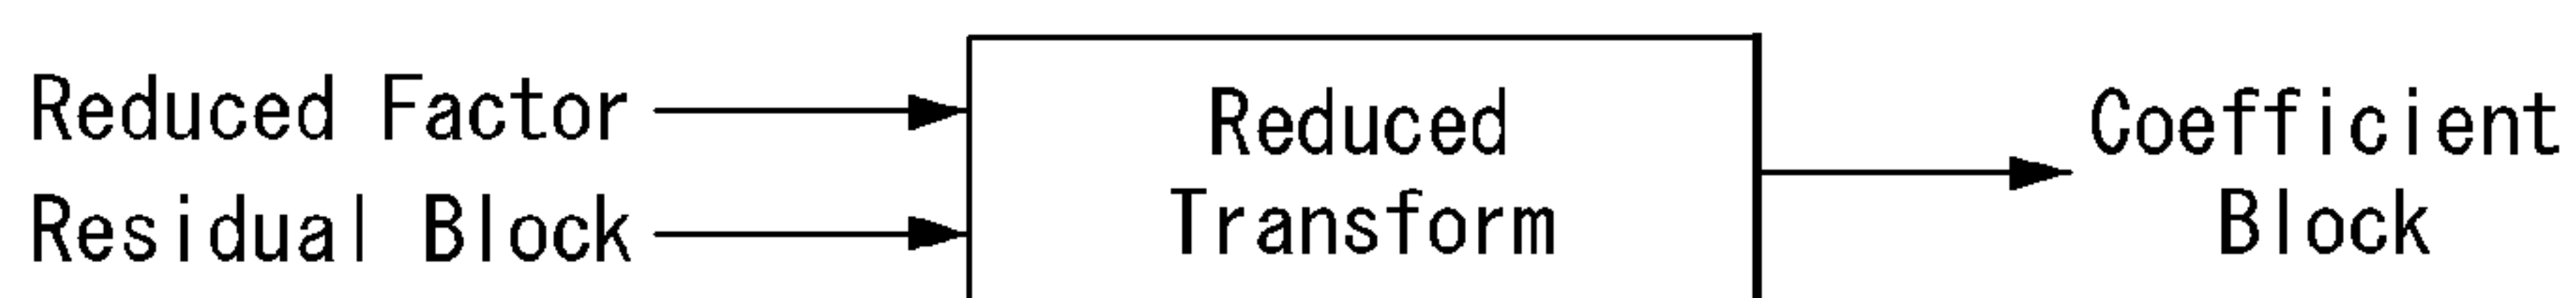 Reduced Factor
Residual Block
Reduced
Transform
Coefficient
Block